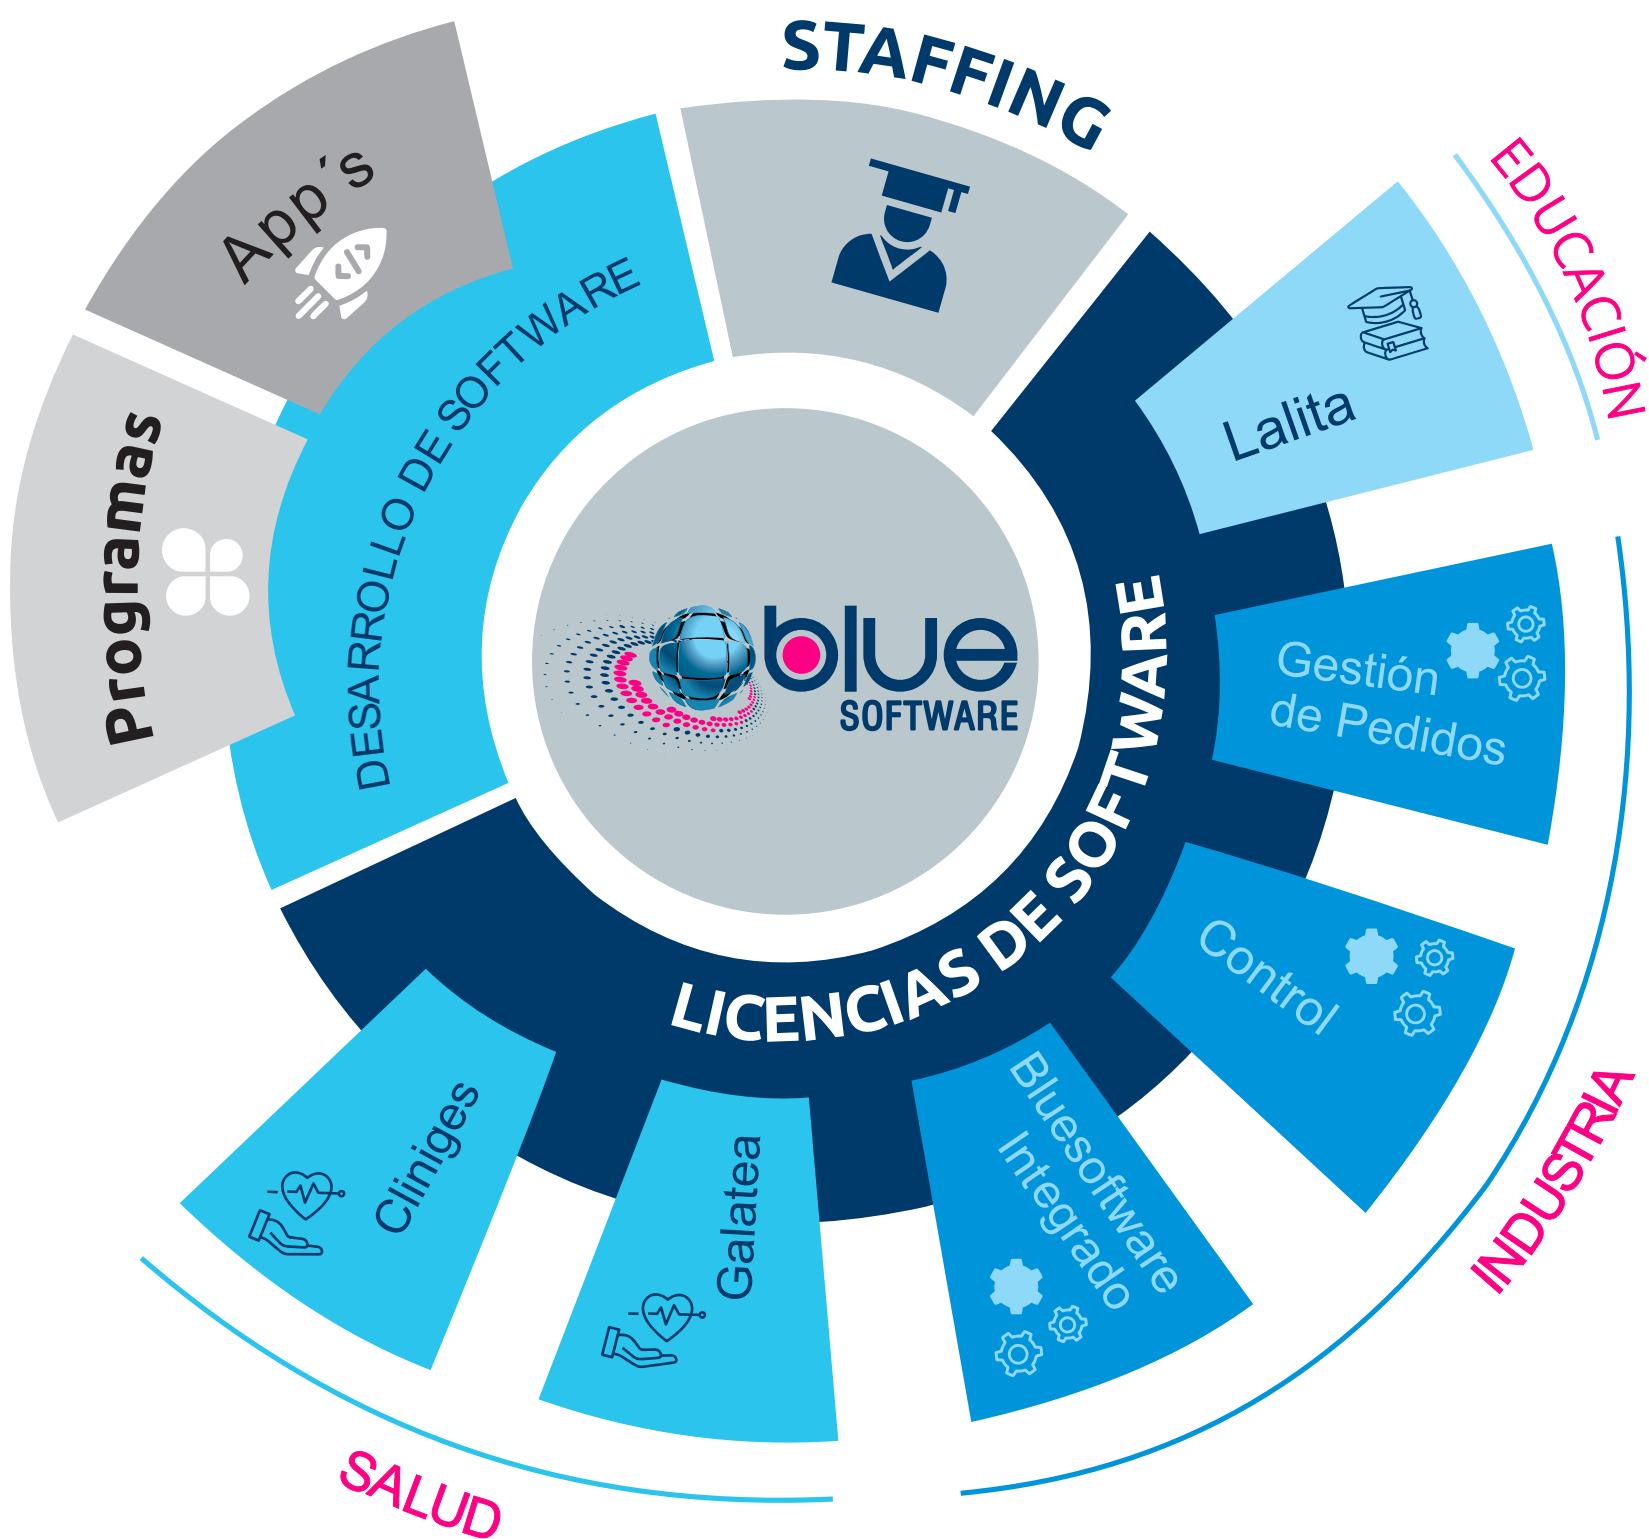 STAFFING
EDUCACIÓN
App´s
Programas
DESARROLLO DE SOFTWARE
Lalita
blue
SOFTWARE
Gestión
de Pedidos
Control
LICENCIAS DE SOFTWARE
Bluesoftware
Integrado
Galatea
Cliniges
INDUSTRIA
SALUD